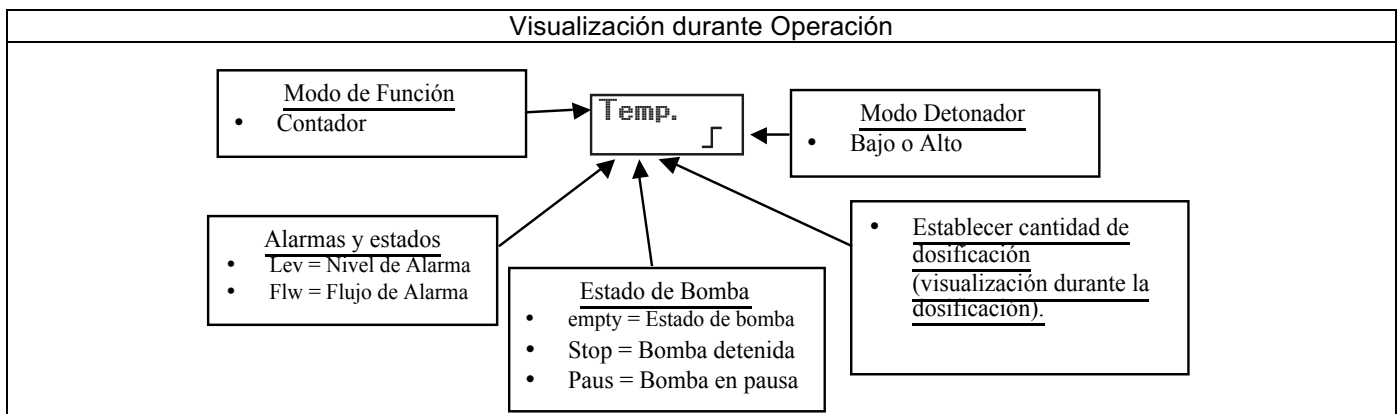 Visualización durante Operación
Modo de Función
• Contador
Temp.
Modo Detonador
• Bajo o Alto
Alarmas y estados
• Lev = Nivel de Alarma
• Flw = Flujo de Alarma
Estado de Bomba
• empty = Estado de bomba
• Stop = Bomba detenida
• Paus = Bomba en pausa
• Establecer cantidad de
dosificación
(visualización durante la
dosificación).